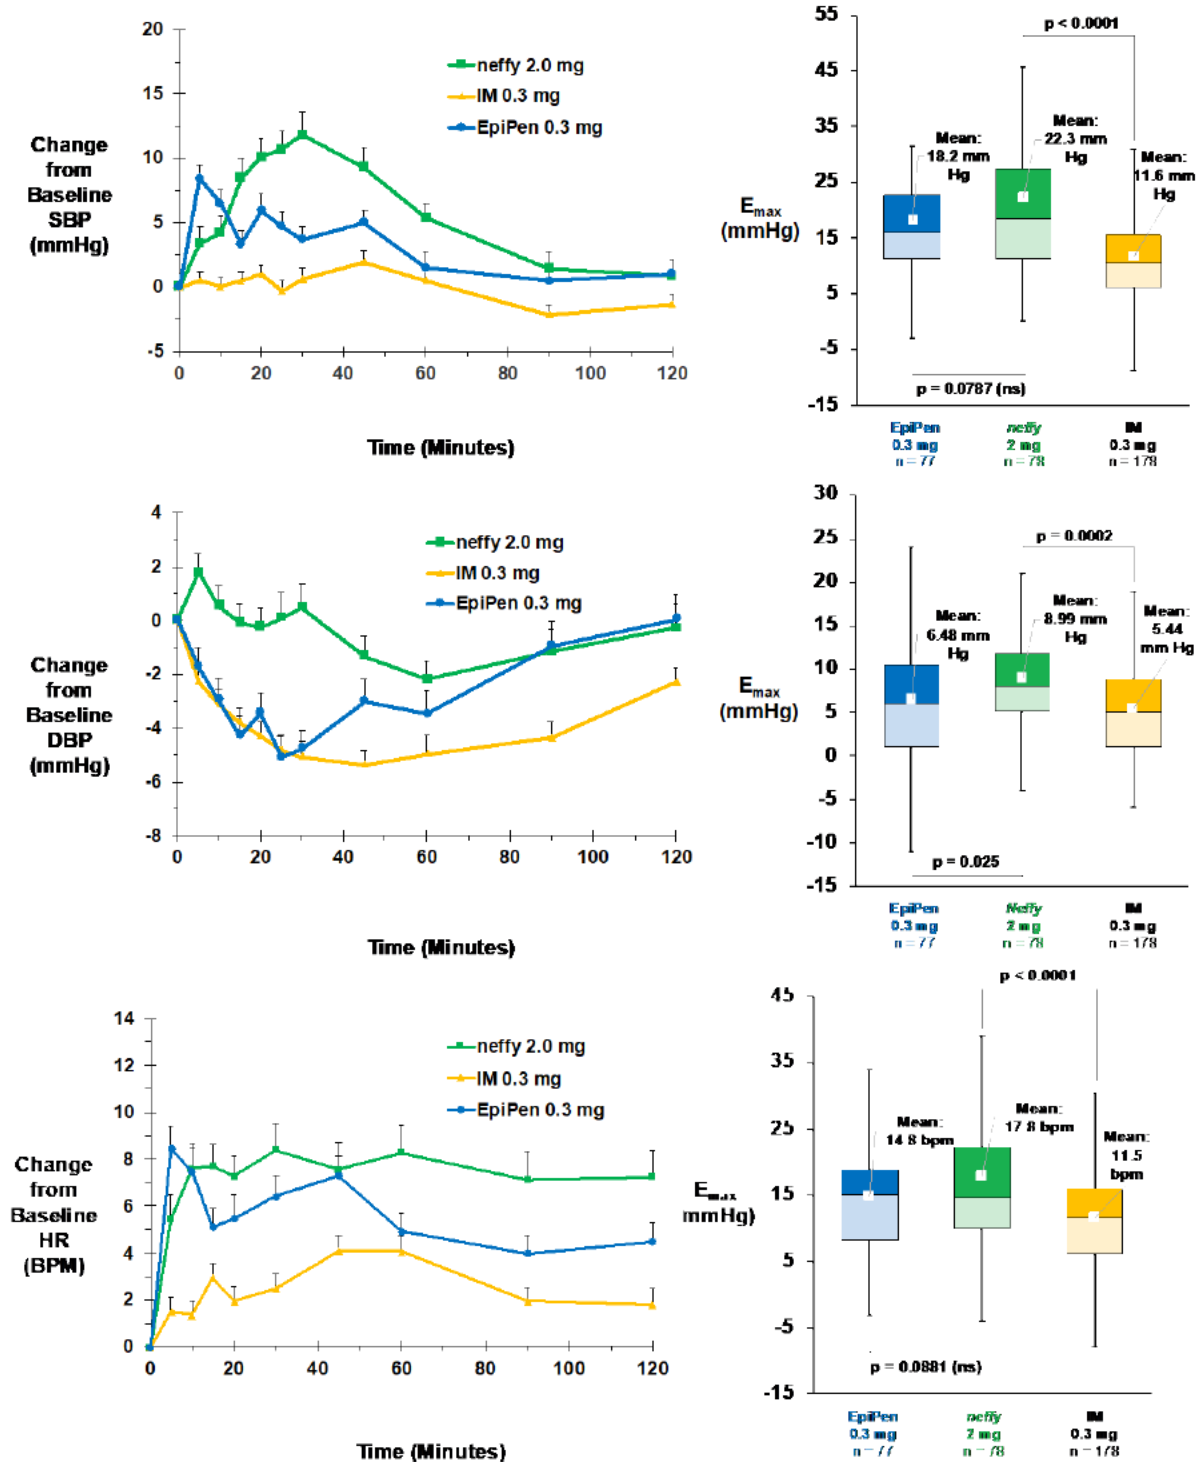 20
15
10
5
0
-5
0 20 40 60 80 100 120
Change
from
Baseline
SBP
(mmHg)
neffy 2.0 mg
IM 0.3 mg
EpiPen 0.3 mg
Time (Minutes)
55
45
35
25
15
5
-5
-15
Emax
(mmHg)
p < 0.0001
Mean:
18.2 mm
Hg
Mean:
22.3 mm
Hg
Mean:
11.6 mm
Hg
p = 0.0787 (ns)
EpiPen
0.3 mg
n = 77
neffy
2 mg
n = 78
IM
0.3 mg
n = 178
4
2
0
-2
-4
-6
-8
0 20 40 60 80 100 120
Change
from
Baseline
DBP
(mmHg)
neffy 2.0 mg
IM 0.3 mg
EpiPen 0.3 mg
Time (Minutes)
30
25
20
15
10
5
0
-5
-10
-15
Emax
(mmHg)
p = 0.0002
Mean:
6.48 mm
Hg
Mean:
8.99 mm
Hg
Mean:
5.44
mm Hg
p = 0.025
EpiPen
0.3 mg
n = 77
Neffy
2 mg
n = 78
IM
0.3 mg
n = 178
14
12
10
8
6
4
2
0
0 20 40 60 80 100 120
Change
from
Baseline
HR
(BPM)
neffy 2.0 mg
IM 0.3 mg
EpiPen 0.3 mg
Time (Minutes)
45
35
25
15
5
-5
-15
Emax
mmHg)
p < 0.0001
Mean:
14.8 bpm
Mean:
17.8 bpm
Mean:
11.5
bpm
p = 0.0881 (ns)
EpiPen
0.3 mg
n = 77
neffy
2 mg
n = 78
IM
0.3 mg
n = 178